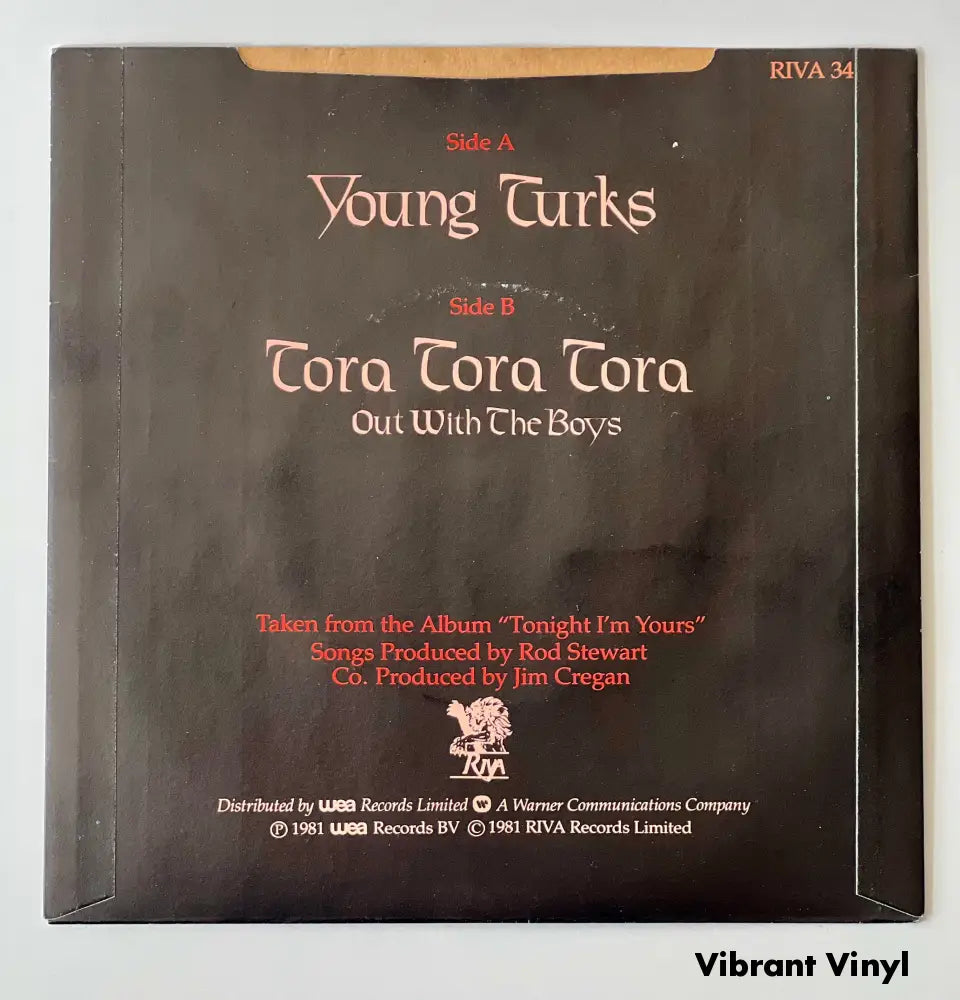 RIVA 34
Side A
Young Turks
Side B
Tora Tora Tora
Out With The Boys
Taken from the Album “Tonight I’m Yours”
Songs Produced by Rod Stewart
Co. Produced by Jim Cregan
RIVA
Distributed by wea Records Limited W A Warner Communications Company
Ⓟ 1981 wea Records BV © 1981 RIVA Records Limited
Vibrant Vinyl